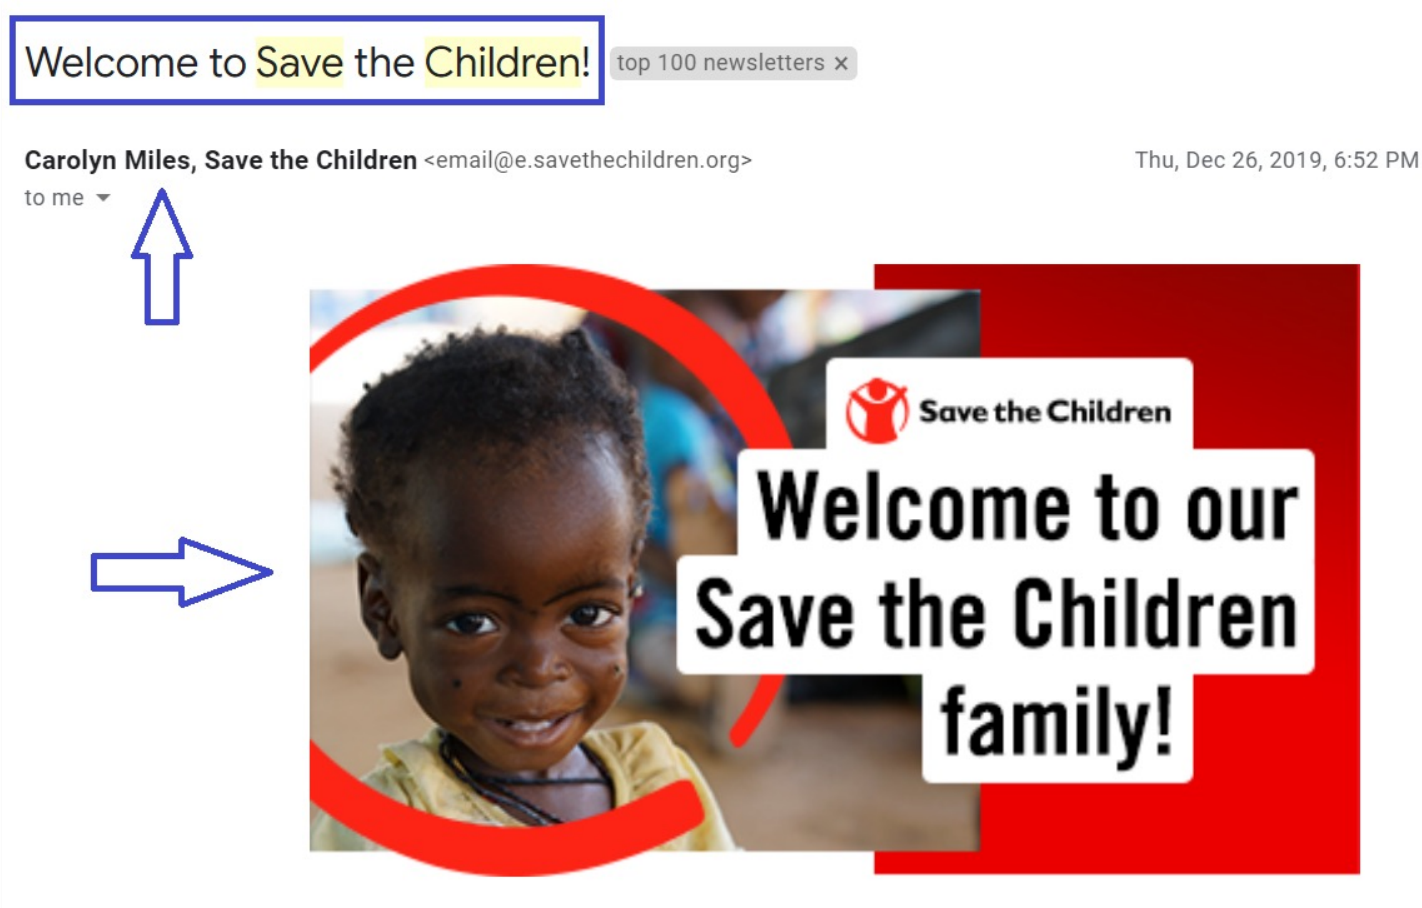 Welcome to Save the Children!
top 100 newsletters ×
Carolyn Miles, Save the Children <email@e.savethechildren.org>
Thu, Dec 26, 2019, 6:52 PM
to me
Save the Children
Welcome to our
Save the Children
family!